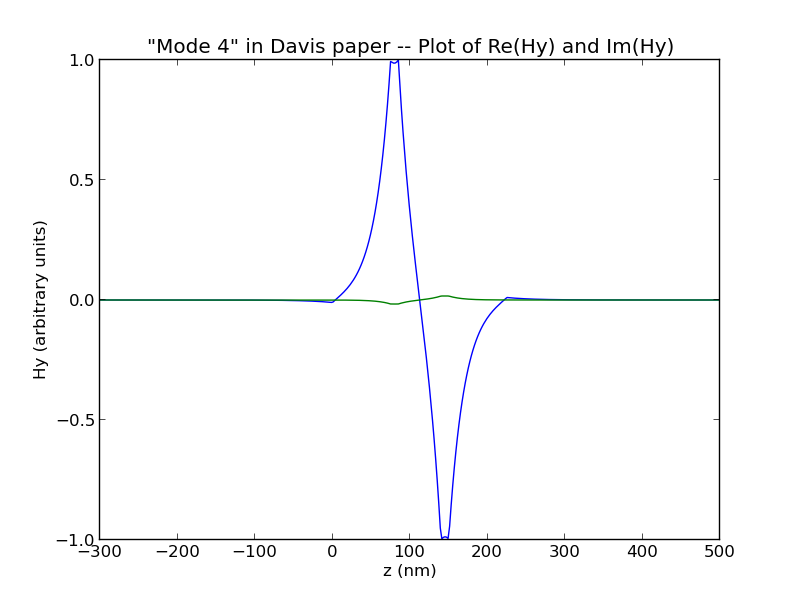 "Mode 4" in Davis paper -- Plot of Re(Hy) and Im(Hy)
1.0
0.5
0.0
−0.5
−1.0
Hy (arbitrary units)
−300 −200 −100 0 100 200 300 400 500
z (nm)